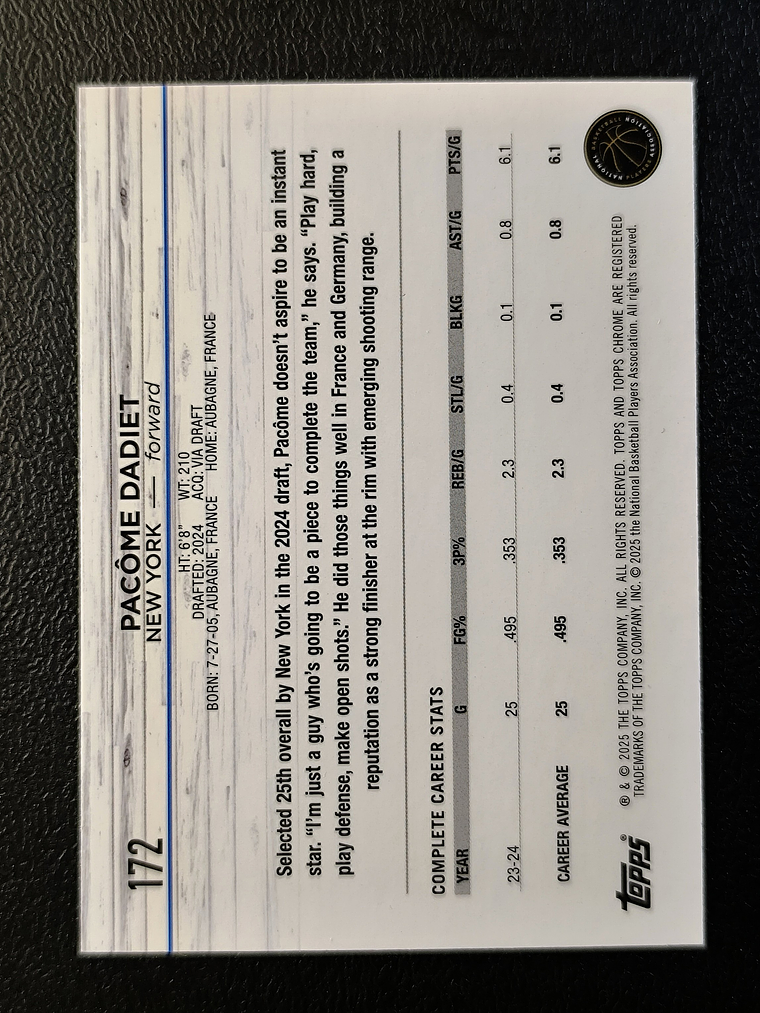 172
PACÔME DADIET
NEW YORK — forward
HT: 6'8" WT: 210
DRAFTED: 2024 ACQ: VIA DRAFT
BORN: 7-27-05, AUBAGNE, FRANCE HOME: AUBAGNE, FRANCE
Selected 25th overall by New York in the 2024 draft, Pacôme doesn't aspire to be an instant
star. "I'm just a guy who's going to be a piece to complete the team," he says. "Play hard,
play defense, make open shots." He did those things well in France and Germany, building a
reputation as a strong finisher at the rim with emerging shooting range.
COMPLETE CAREER STATS
YEAR G FG% 3P% REB/G STL/G BLKG AST/G PTS/G
23-24 25 .495 .353 2.3 0.4 0.1 0.8 6.1
CAREER AVERAGE 25 .495 .353 2.3 0.4 0.1 0.8 6.1
topps®
® & © 2025 THE TOPPS COMPANY, INC. ALL RIGHTS RESERVED. TOPPS AND TOPPS CHROME ARE REGISTERED
TRADEMARKS OF THE TOPPS COMPANY, INC. © 2025 the National Basketball Players Association. All rights reserved.
NATIONAL BASKETBALL PLAYERS ASSOCIATION